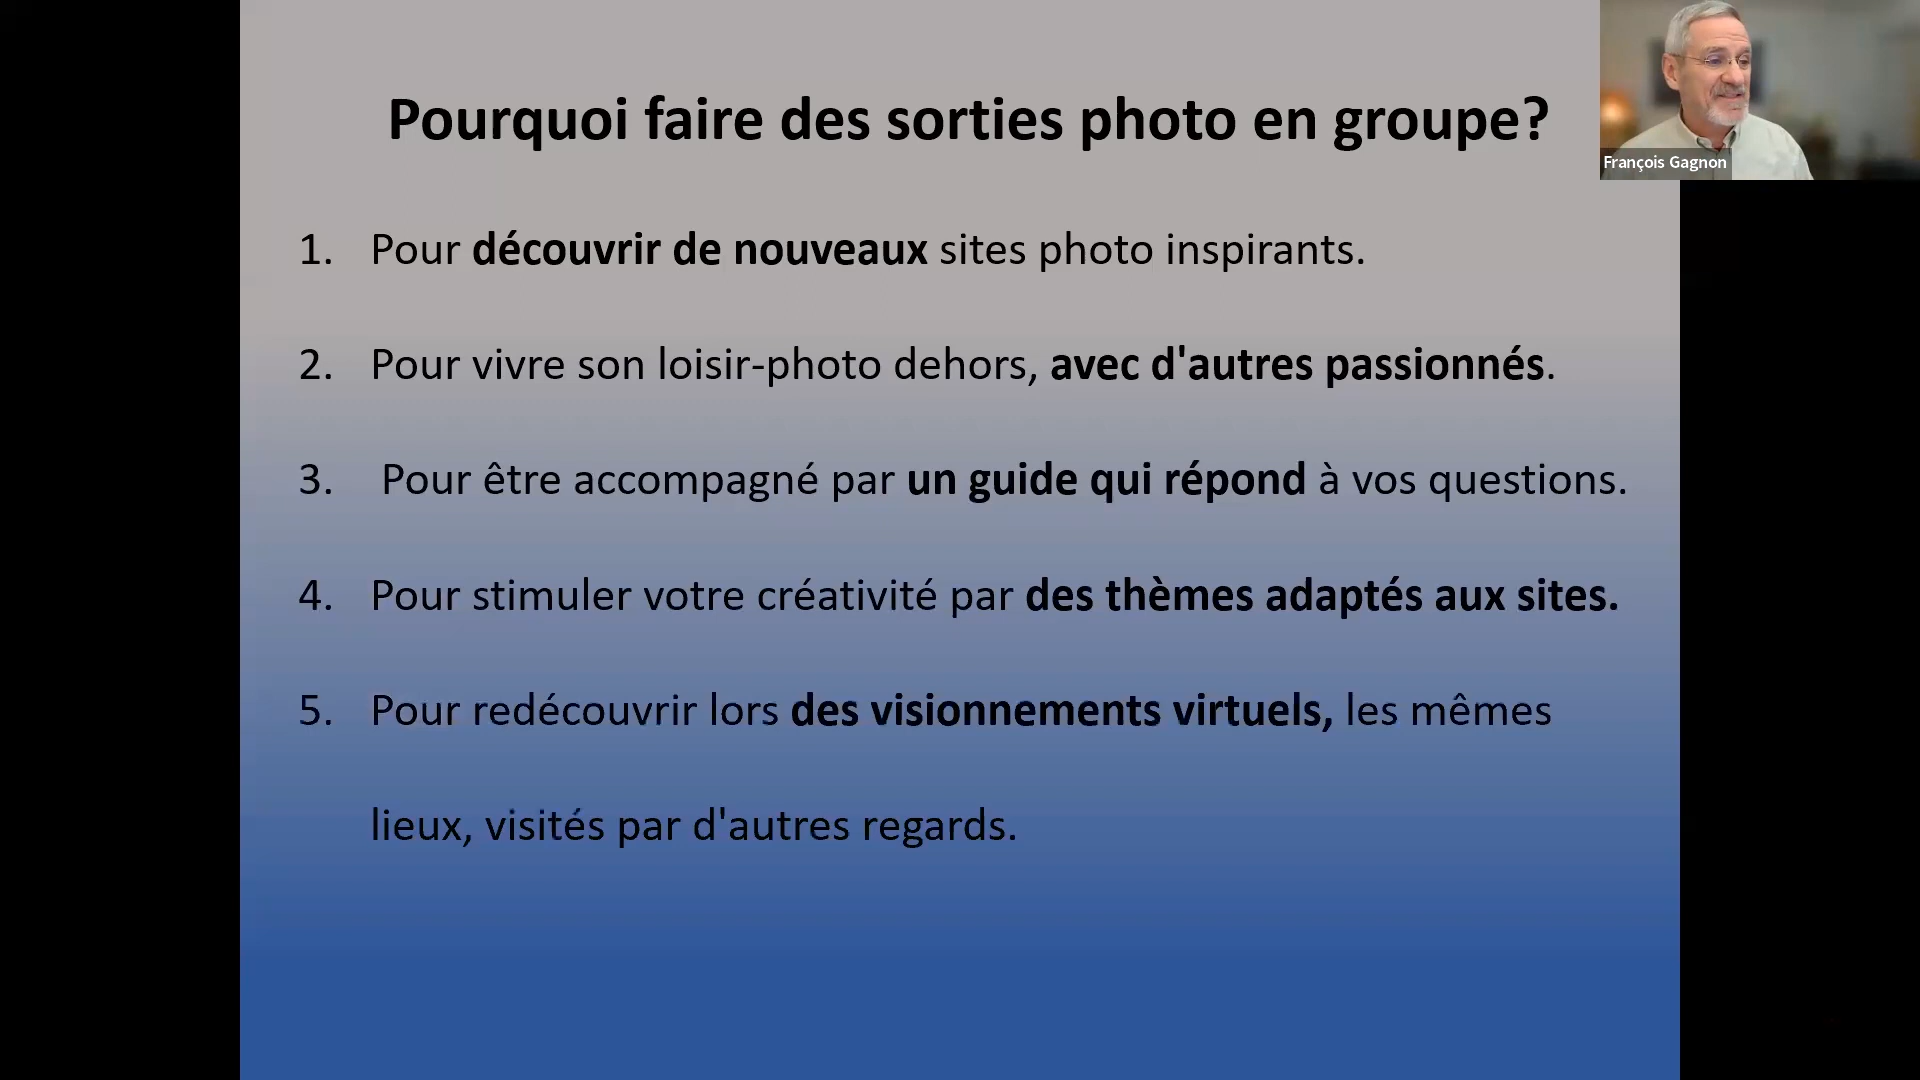 Pourquoi faire des sorties photo en groupe?
François Gagnon
1. Pour découvrir de nouveaux sites photo inspirants.
2. Pour vivre son loisir-photo dehors, avec d'autres passionnés.
3. Pour être accompagné par un guide qui répond à vos questions.
4. Pour stimuler votre créativité par des thèmes adaptés aux sites.
5. Pour redécouvrir lors des visionnements virtuels, les mêmes
lieux, visités par d'autres regards.